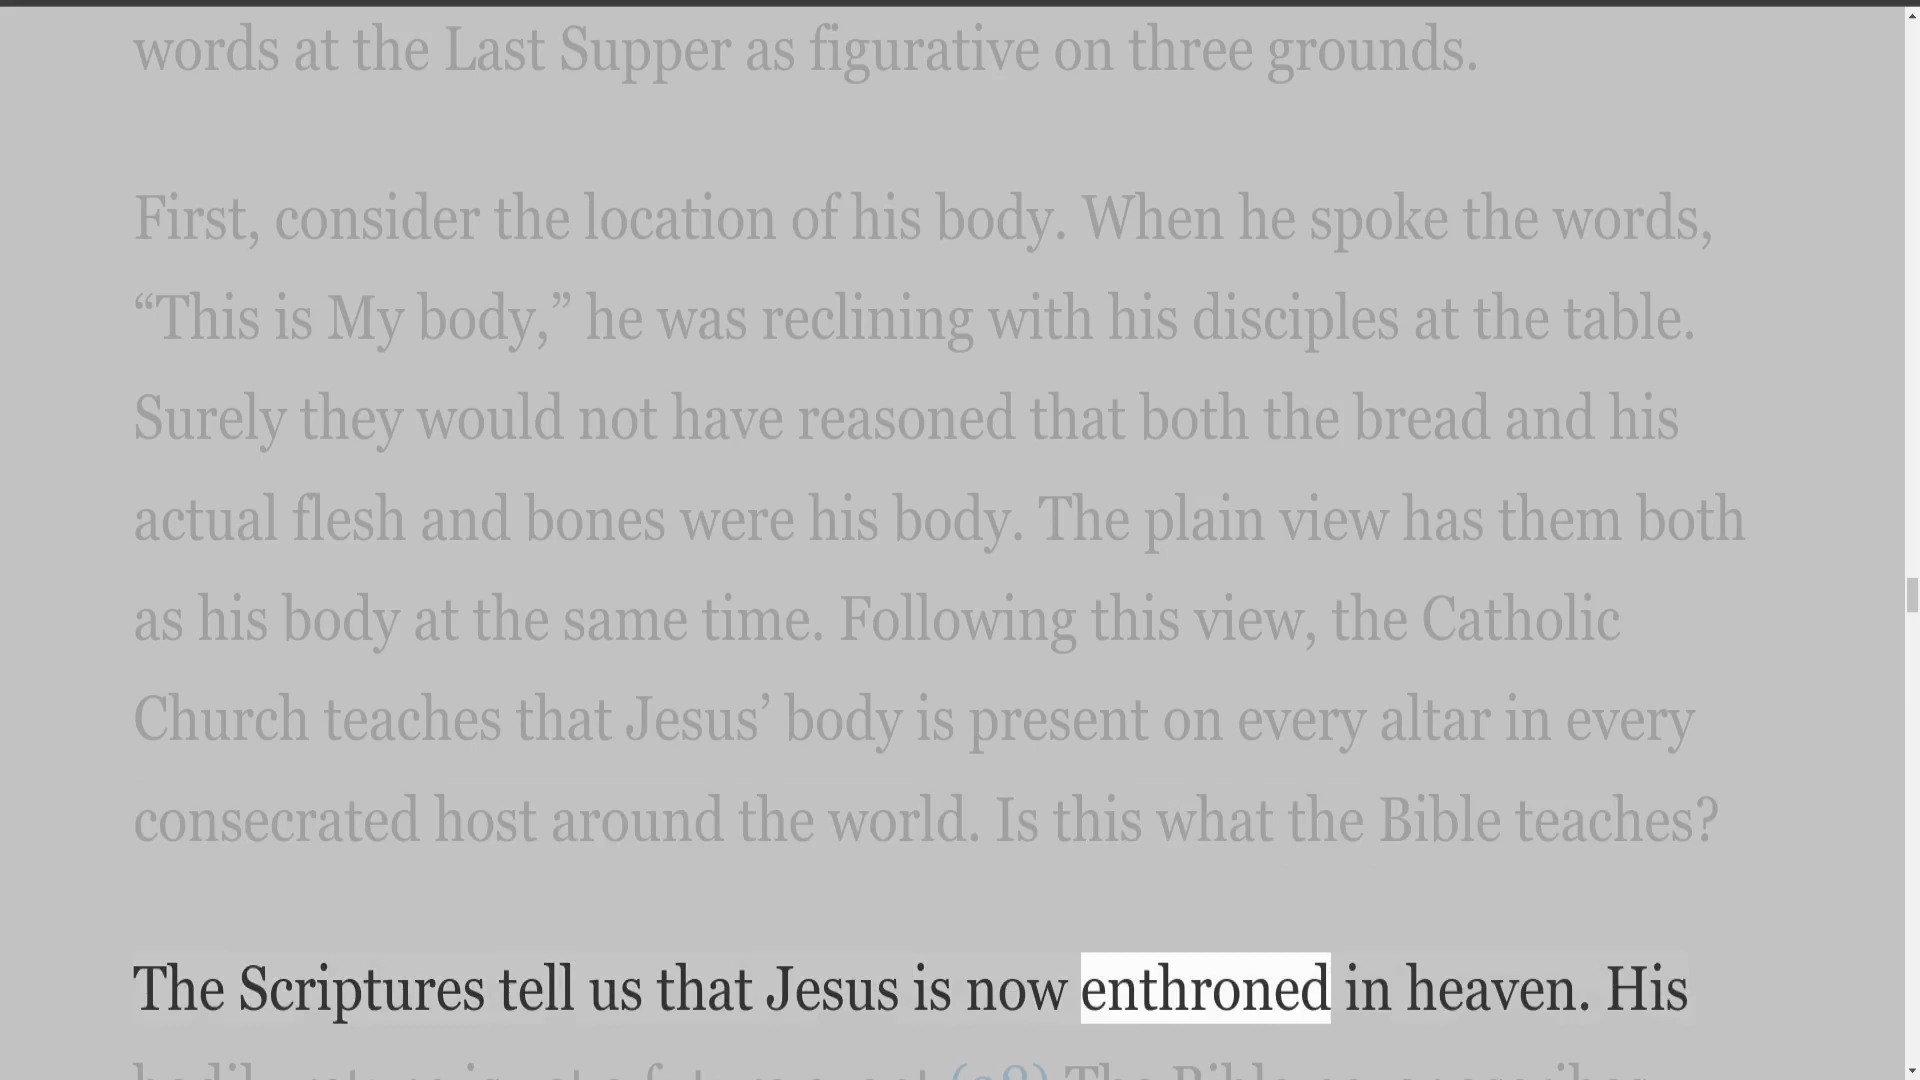 words at the Last Supper as figurative on three grounds.
First, consider the location of his body. When he spoke the words,
“This is My body,” he was reclining with his disciples at the table.
Surely they would not have reasoned that both the bread and his
actual flesh and bones were his body. The plain view has them both
as his body at the same time. Following this view, the Catholic
Church teaches that Jesus’ body is present on every altar in every
consecrated host around the world. Is this what the Bible teaches?
The Scriptures tell us that Jesus is now enthroned in heaven. His